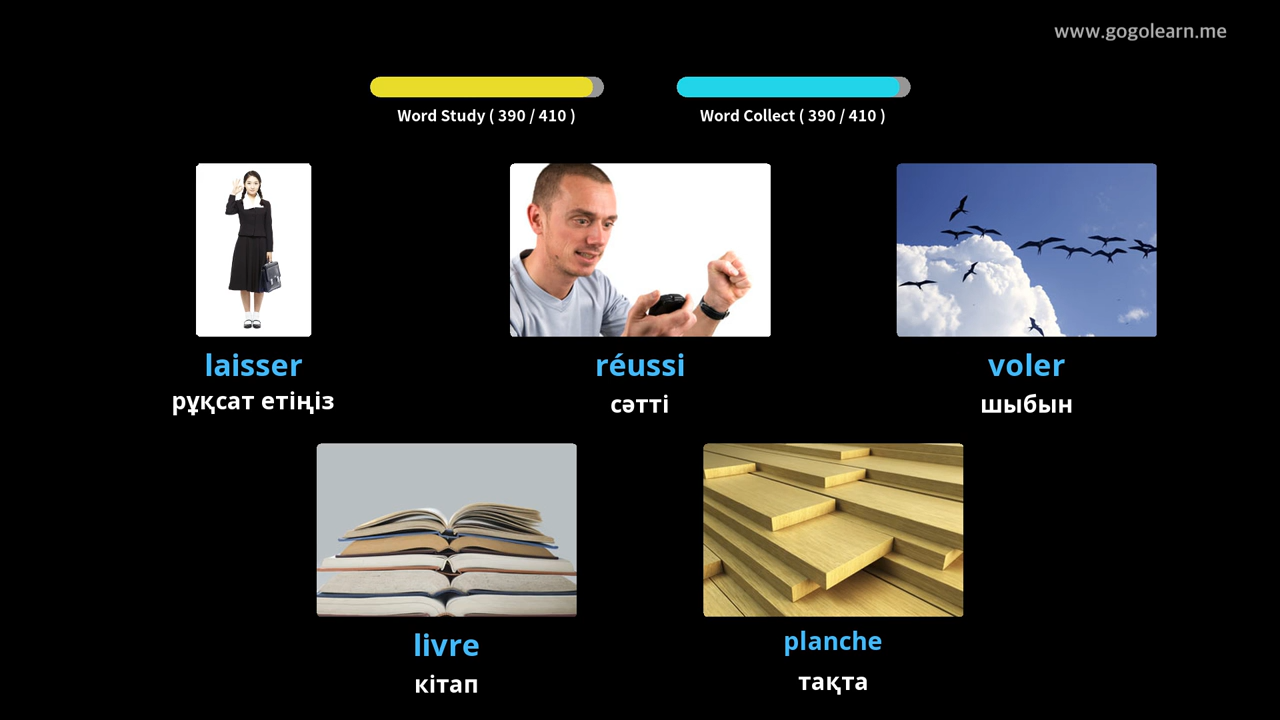 www.gogolearn.me
Word Study ( 390 / 410 )
Word Collect ( 390 / 410 )
laisser
рұқсат етіңіз
réussi
сәтті
voler
шыбын
livre
кітап
planche
тақта